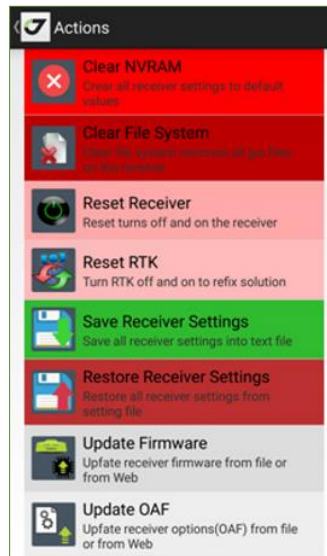 Actions
Clear NVRAM
Crear all receiver settings to default
values
Clear File System
Clear file system removes all jps files
on the receiver
Reset Receiver
Reset turns off and on the receiver
Reset RTK
Turn RTK off and on to refix solution
Save Receiver Settings
Save all receiver settings into text file
Restore Receiver Settings
Restore all receiver settings from
setting file
Update Firmware
Upfate receiver firmware from file or
from Web
Update OAF
Upfate receiver options(OAF) from file
or from Web